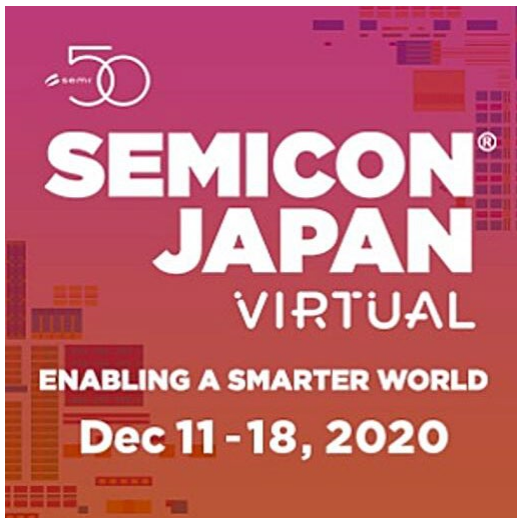 semi 50
SEMICON®
JAPAN
VIRTUAL
ENABLING A SMARTER WORLD
Dec 11 - 18, 2020